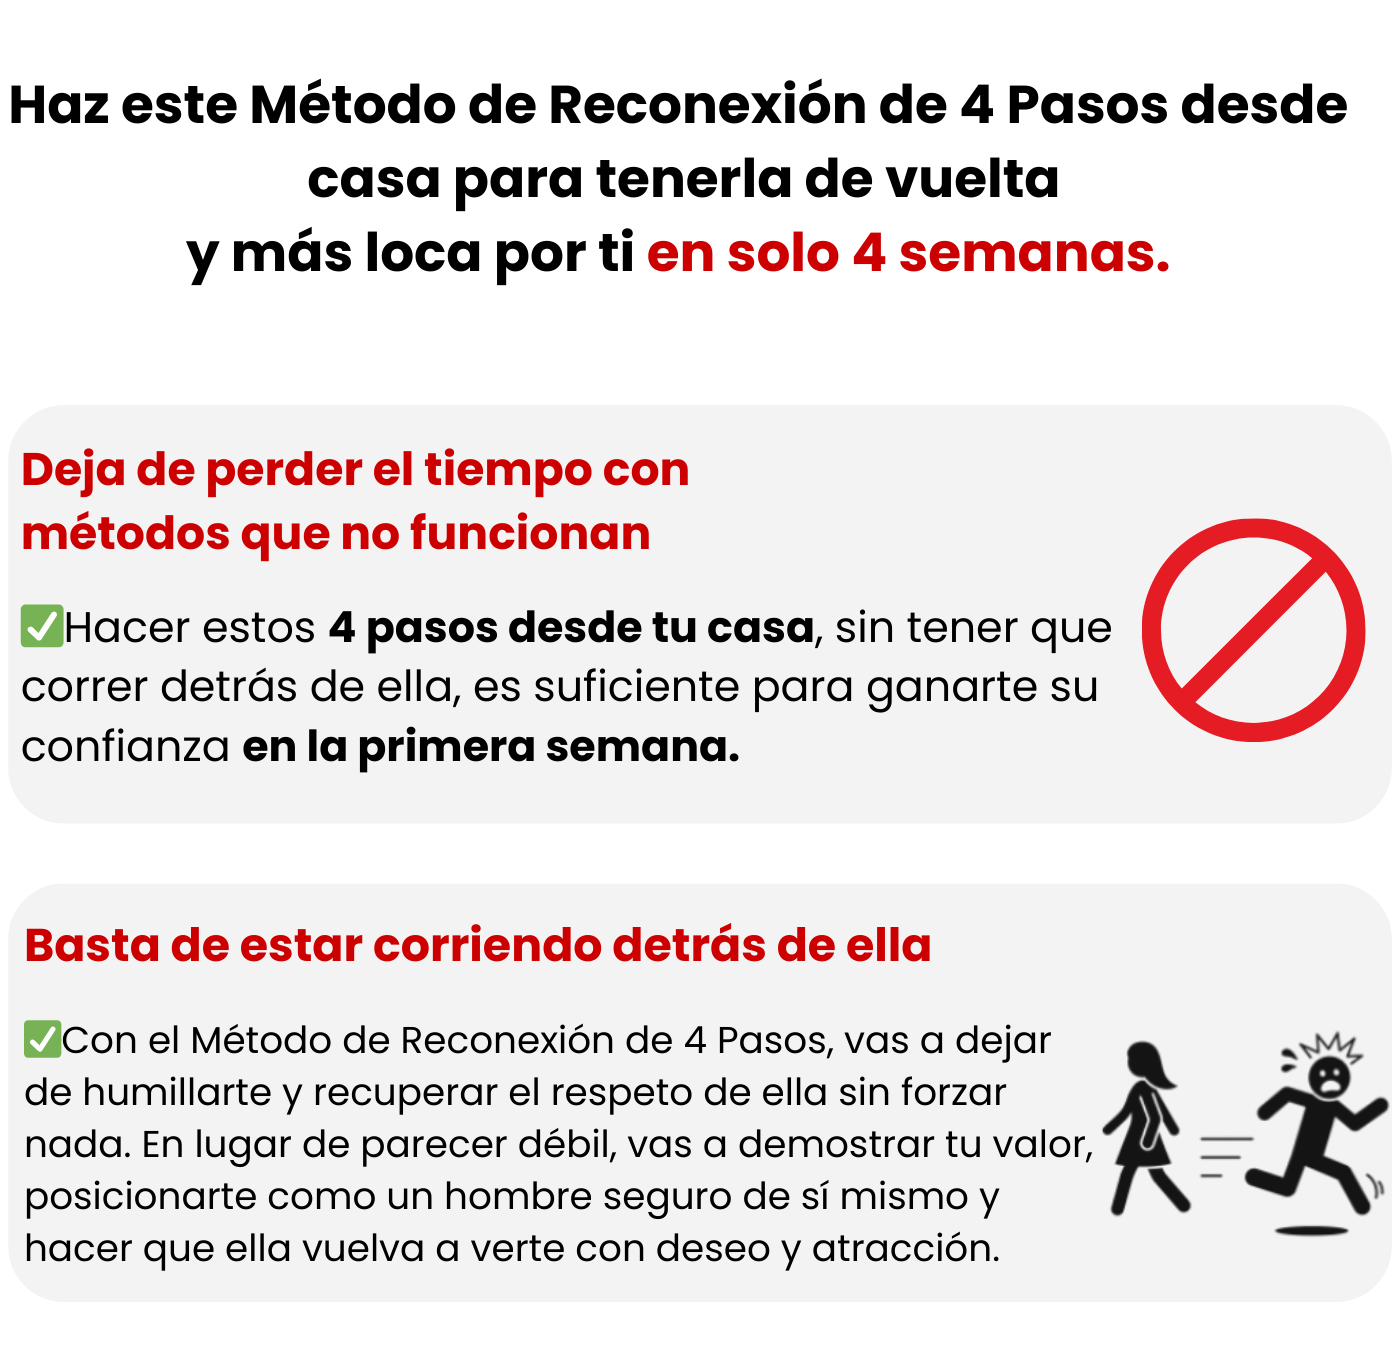 Haz este Método de Reconexión de 4 Pasos desde
casa para tenerla de vuelta
y más loca por ti en solo 4 semanas.
Deja de perder el tiempo con
métodos que no funcionan
✅Hacer estos 4 pasos desde tu casa, sin tener que
correr detrás de ella, es suficiente para ganarte su
confianza en la primera semana.
Basta de estar corriendo detrás de ella
✅Con el Método de Reconexión de 4 Pasos, vas a dejar
de humillarte y recuperar el respeto de ella sin forzar
nada. En lugar de parecer débil, vas a demostrar tu valor,
posicionarte como un hombre seguro de sí mismo y
hacer que ella vuelva a verte con deseo y atracción.